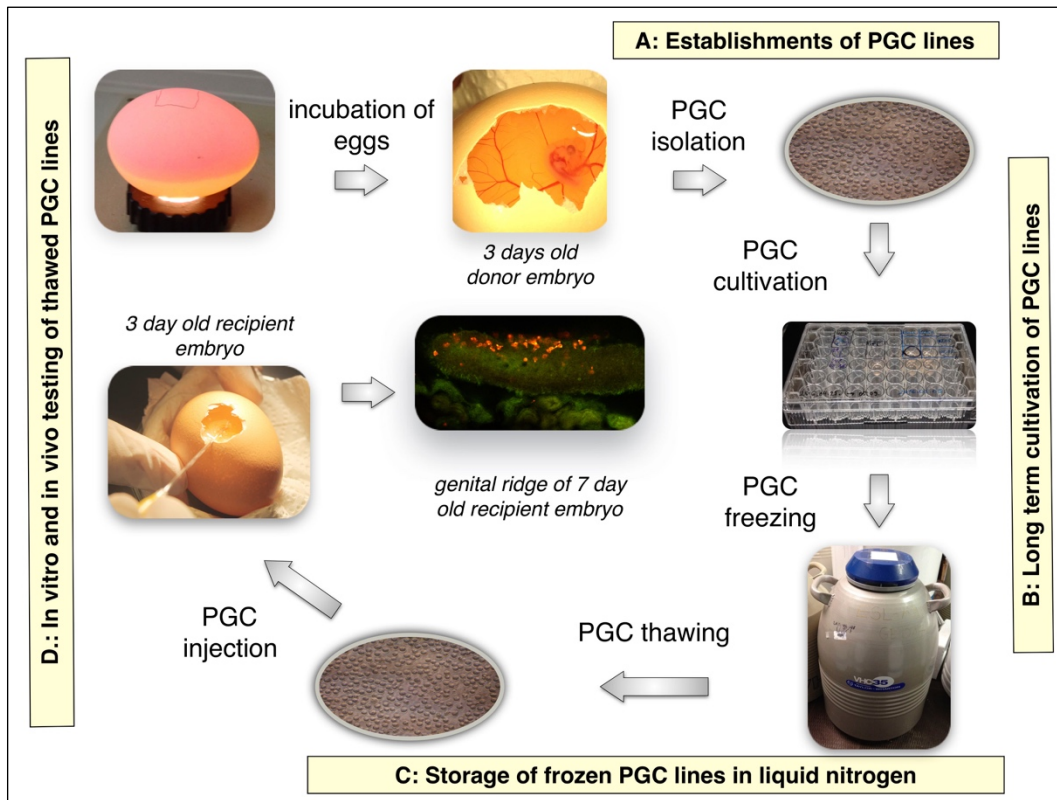 A: Establishments of PGC lines
incubation of
eggs
PGC
isolation
3 days old
donor embryo
PGC
cultivation
B: Long term cultivation of PGC lines
PGC
freezing
VHC35
PGC thawing
C: Storage of frozen PGC lines in liquid nitrogen
PGC
injection
3 day old recipient
embryo
genital ridge of 7 day
old recipient embryo
D.: In vitro and in vivo testing of thawed PGC lines